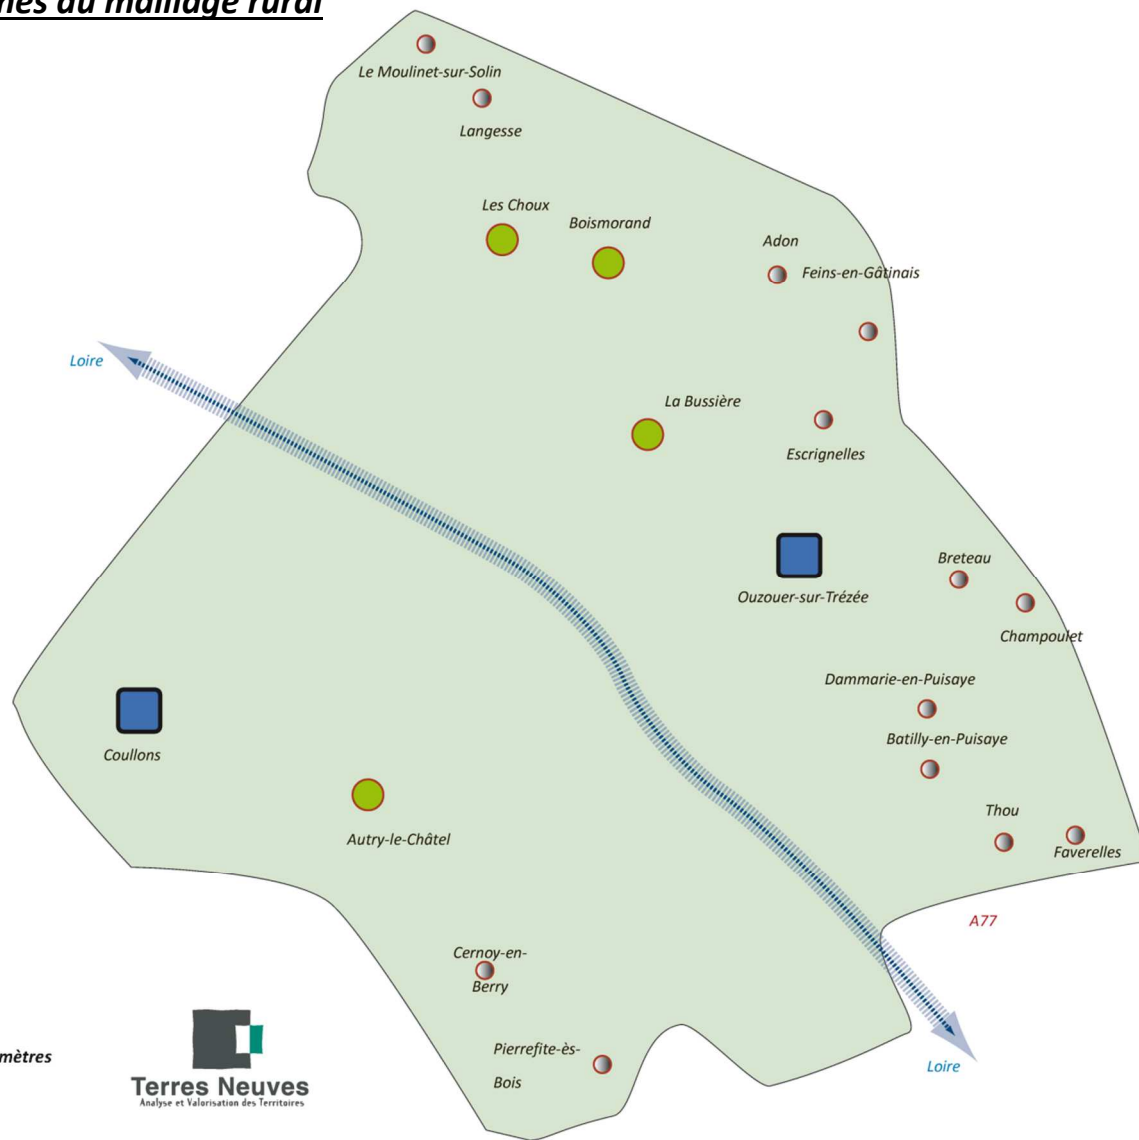 du maillage rural
Le Moulinet-sur-Solin
Langesse
Les Choux
Boismorand
Adon
Feins-en-Gâtinais
Loire
La Bussière
Escrignelles
Breteau
Ouzouer-sur-Trézée
Champoulet
Dammarie-en-Puisaye
Batilly-en-Puisaye
Coullons
Thou
Autry-le-Châtel
Faverelles
A77
Cernoy-en-
Berry
Pierrefite-ès-
Bois
Loire
mètres
Terres Neuves
Analyse et Valorisation des Territoires